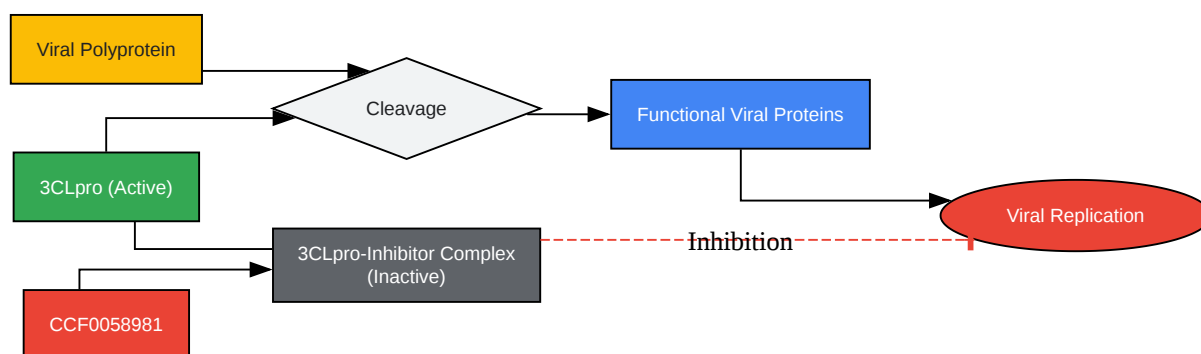 Viral Polyprotein
Cleavage
Functional Viral Proteins
3CLpro (Active)
Viral Replication
3CLpro-Inhibitor Complex
(Inactive)
Inhibition
CCF0058981